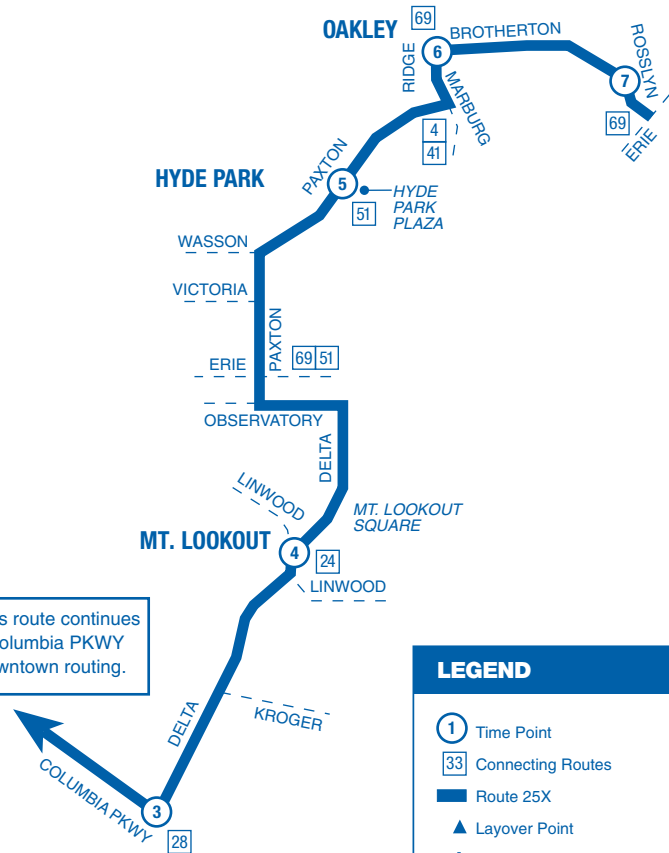 69
OAKLEY
BROTHERTON
6
RIDGE
ROSSLYN
7
MARBURG
69
ERIE
4
41
PAXTON
HYDE PARK
5
HYDE
PARK
PLAZA
51
WASSON
VICTORIA
PAXTON
ERIE
69 51
OBSERVATORY
DELTA
LINWOOD
MT. LOOKOUT
SQUARE
MT. LOOKOUT
4
24
LINWOOD
s route continues
olumbia PKWY
wntown routing.
DELTA
KROGER
COLUMBIA PKWY
3
28
LEGEND
1 Time Point
33 Connecting Routes
Route 25X
Layover Point